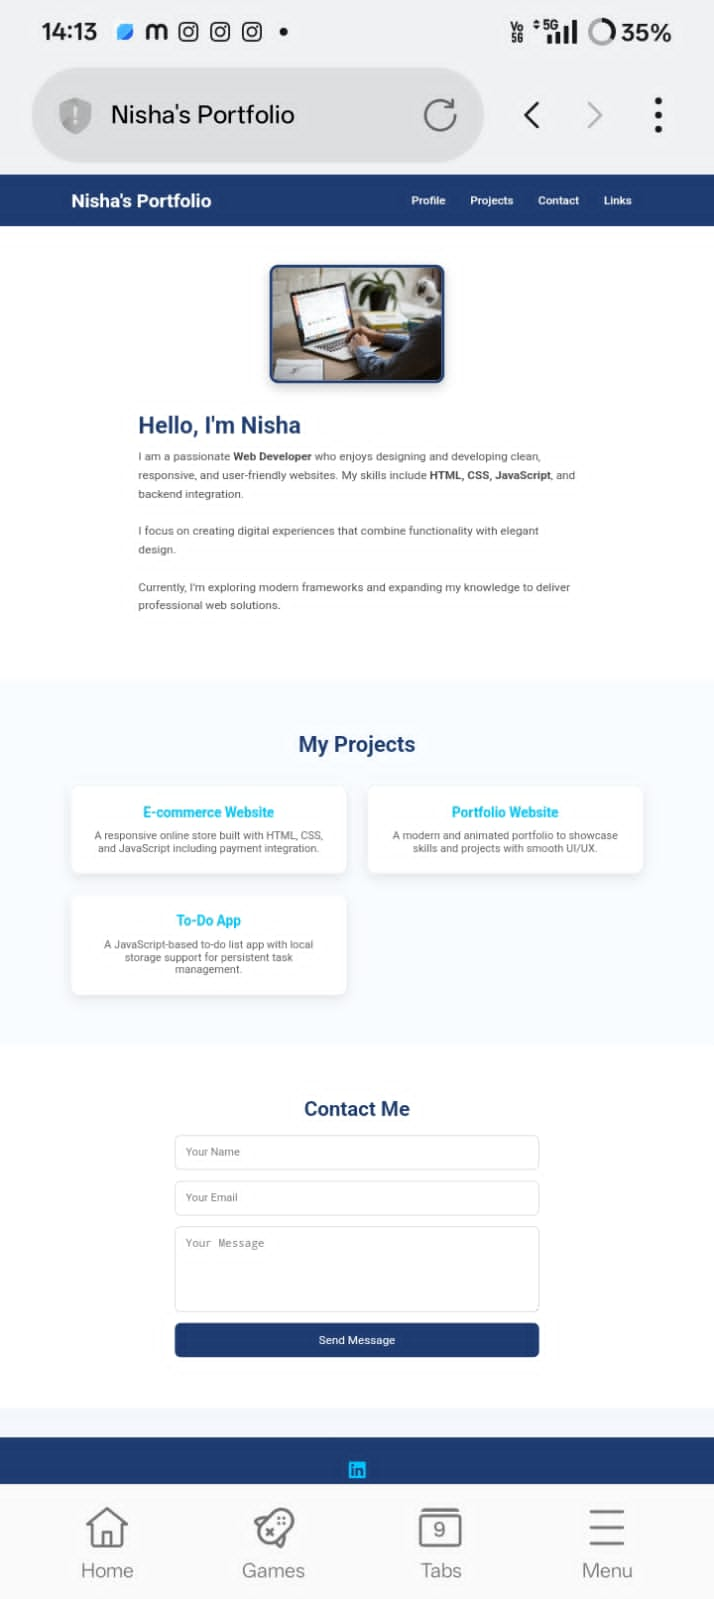 14:13
Vo
5G
5G
35%
Nisha's Portfolio
Nisha's Portfolio
Profile
Projects
Contact
Links
Hello, I'm Nisha
I am a passionate Web Developer who enjoys designing and developing clean,
responsive, and user-friendly websites. My skills include HTML, CSS, JavaScript, and
backend integration.
I focus on creating digital experiences that combine functionality with elegant
design.
Currently, I'm exploring modern frameworks and expanding my knowledge to deliver
professional web solutions.
My Projects
E-commerce Website
A responsive online store built with HTML, CSS,
and JavaScript including payment integration.
Portfolio Website
A modern and animated portfolio to showcase
skills and projects with smooth UI/UX.
To-Do App
A JavaScript-based to-do list app with local
storage support for persistent task
management.
Contact Me
Your Name
Your Email
Your Message
Send Message
in
Home
Games
9
Tabs
Menu